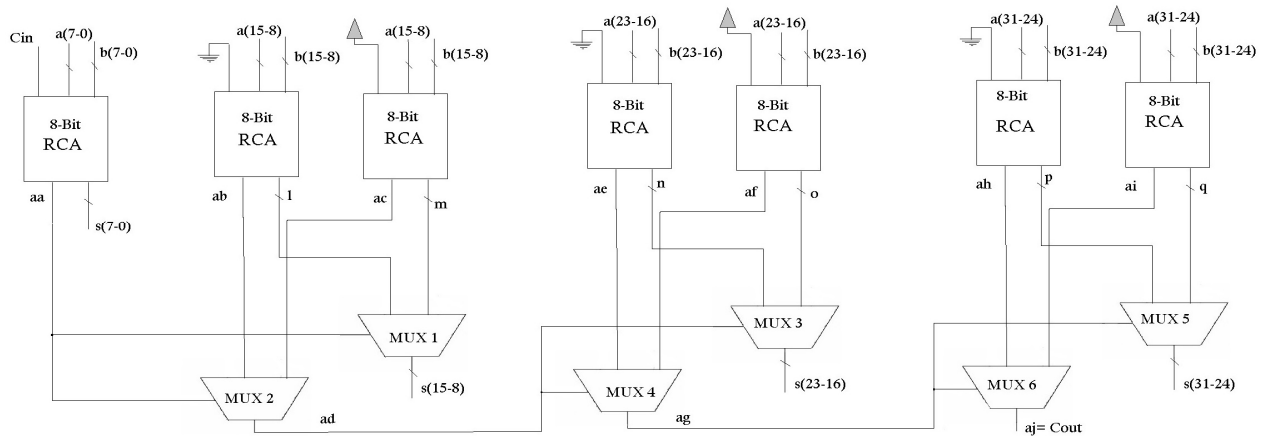 Cin
a(7-0)
b(7-0)
8-Bit
RCA
aa
s(7-0)
a(15-8)
b(15-8)
8-Bit
RCA
ab
l
a(15-8)
b(15-8)
8-Bit
RCA
ac
m
MUX 1
s(15-8)
MUX 2
ad
a(23-16)
b(23-16)
8-Bit
RCA
ae
n
a(23-16)
b(23-16)
8-Bit
RCA
af
o
MUX 3
s(23-16)
MUX 4
ag
a(31-24)
b(31-24)
8-Bit
RCA
ah
p
a(31-24)
b(31-24)
8-Bit
RCA
ai
q
MUX 5
s(31-24)
MUX 6
aj= Cout